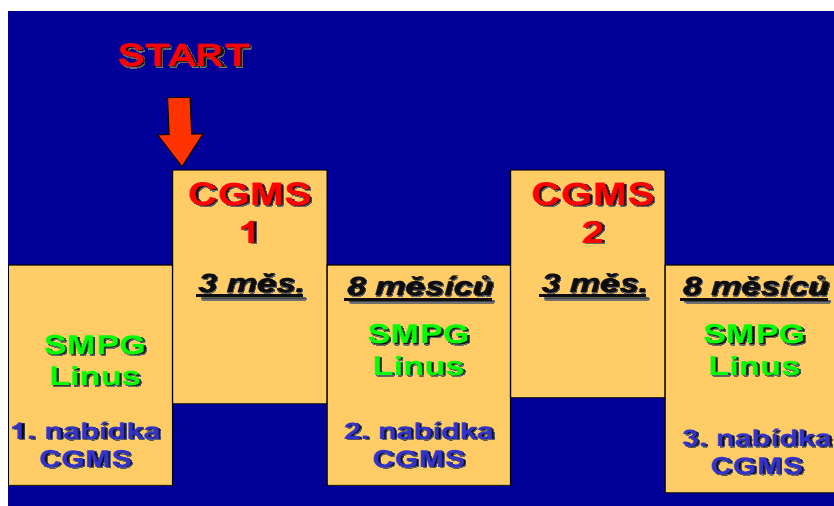 START
CGMS
1
3 měs.
CGMS
2
3 měs.
SMPG
Linus
1. nabídka
CGMS
8 měsíců
SMPG
Linus
2. nabídka
CGMS
8 měsíců
SMPG
Linus
3. nabídka
CGMS